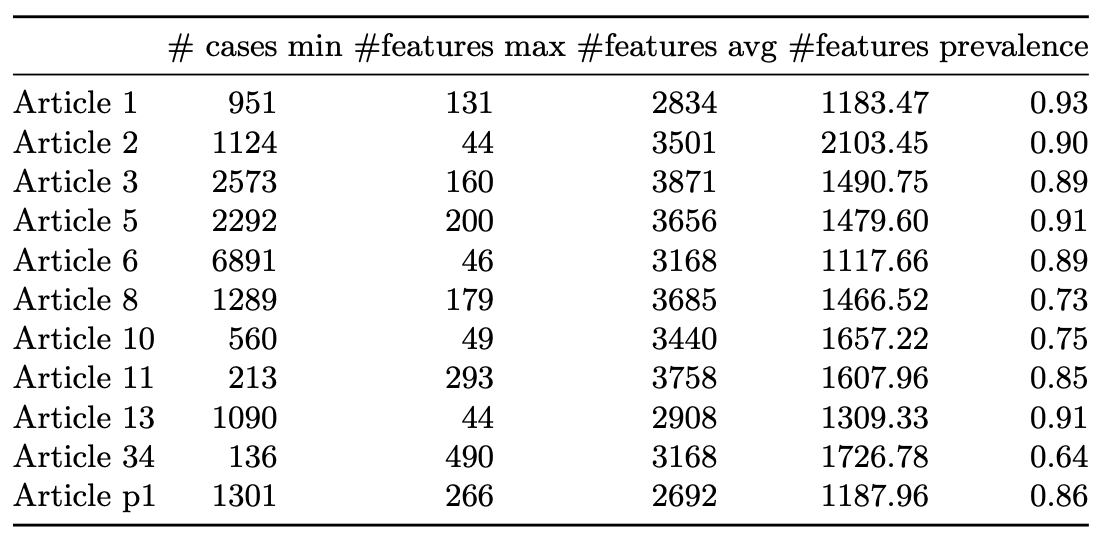 # cases min #features max #features avg #features prevalence
Article 1 951 131 2834 1183.47 0.93
Article 2 1124 44 3501 2103.45 0.90
Article 3 2573 160 3871 1490.75 0.89
Article 5 2292 200 3656 1479.60 0.91
Article 6 6891 46 3168 1117.66 0.89
Article 8 1289 179 3685 1466.52 0.73
Article 10 560 49 3440 1657.22 0.75
Article 11 213 293 3758 1607.96 0.85
Article 13 1090 44 2908 1309.33 0.91
Article 34 136 490 3168 1726.78 0.64
Article p1 1301 266 2692 1187.96 0.86